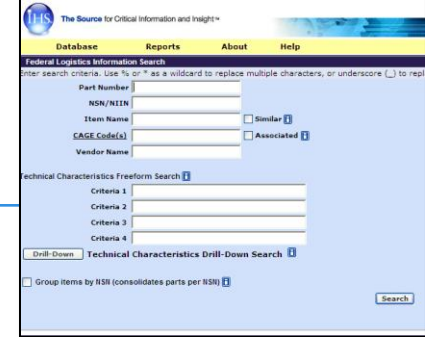 IHS The Source for Critical Information and Insight™
Database Reports About Help
Federal Logistics Information Search
Enter search criteria. Use % or * as a wildcard to replace multiple characters, or underscore (_) to repl
Part Number
NSN/NIIN
Item Name Similar
CAGE Code(s) Associated
Vendor Name
Technical Characteristics Freeform Search
Criteria 1
Criteria 2
Criteria 3
Criteria 4
Drill-Down Technical Characteristics Drill-Down Search
Group items by NSN (consolidates parts per NSN)
Search